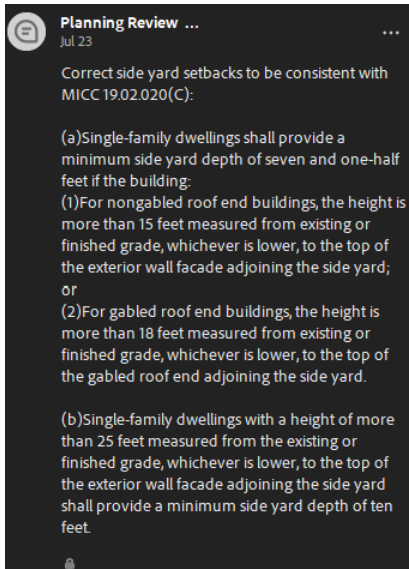 Planning Review ...
Jul 23
Correct side yard setbacks to be consistent with
MICC 19.02.020(C):
(a)Single-family dwellings shall provide a
minimum side yard depth of seven and one-half
feet if the building:
(1)For nongabled roof end buildings, the height is
more than 15 feet measured from existing or
finished grade, whichever is lower, to the top of
the exterior wall facade adjoining the side yard;
or
(2)For gabled roof end buildings, the height is
more than 18 feet measured from existing or
finished grade, whichever is lower, to the top of
the gabled roof end adjoining the side yard.
(b)Single-family dwellings with a height of more
than 25 feet measured from the existing or
finished grade, whichever is lower, to the top of
the exterior wall facade adjoining the side yard
shall provide a minimum side yard depth of ten
feet.